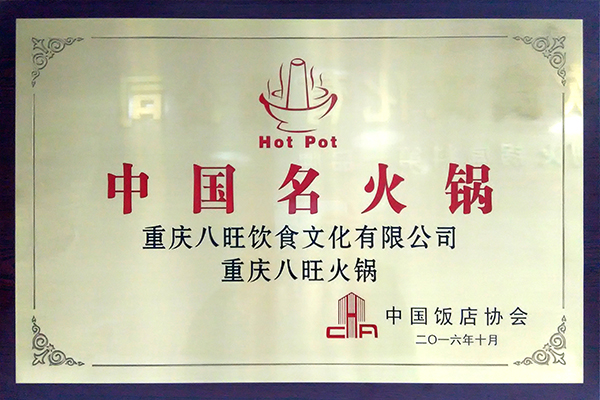 Hot Pot
中国名火锅
重庆八旺饮食文化有限公司
重庆八旺火锅
CHA 中国饭店协会
二〇一六年十月